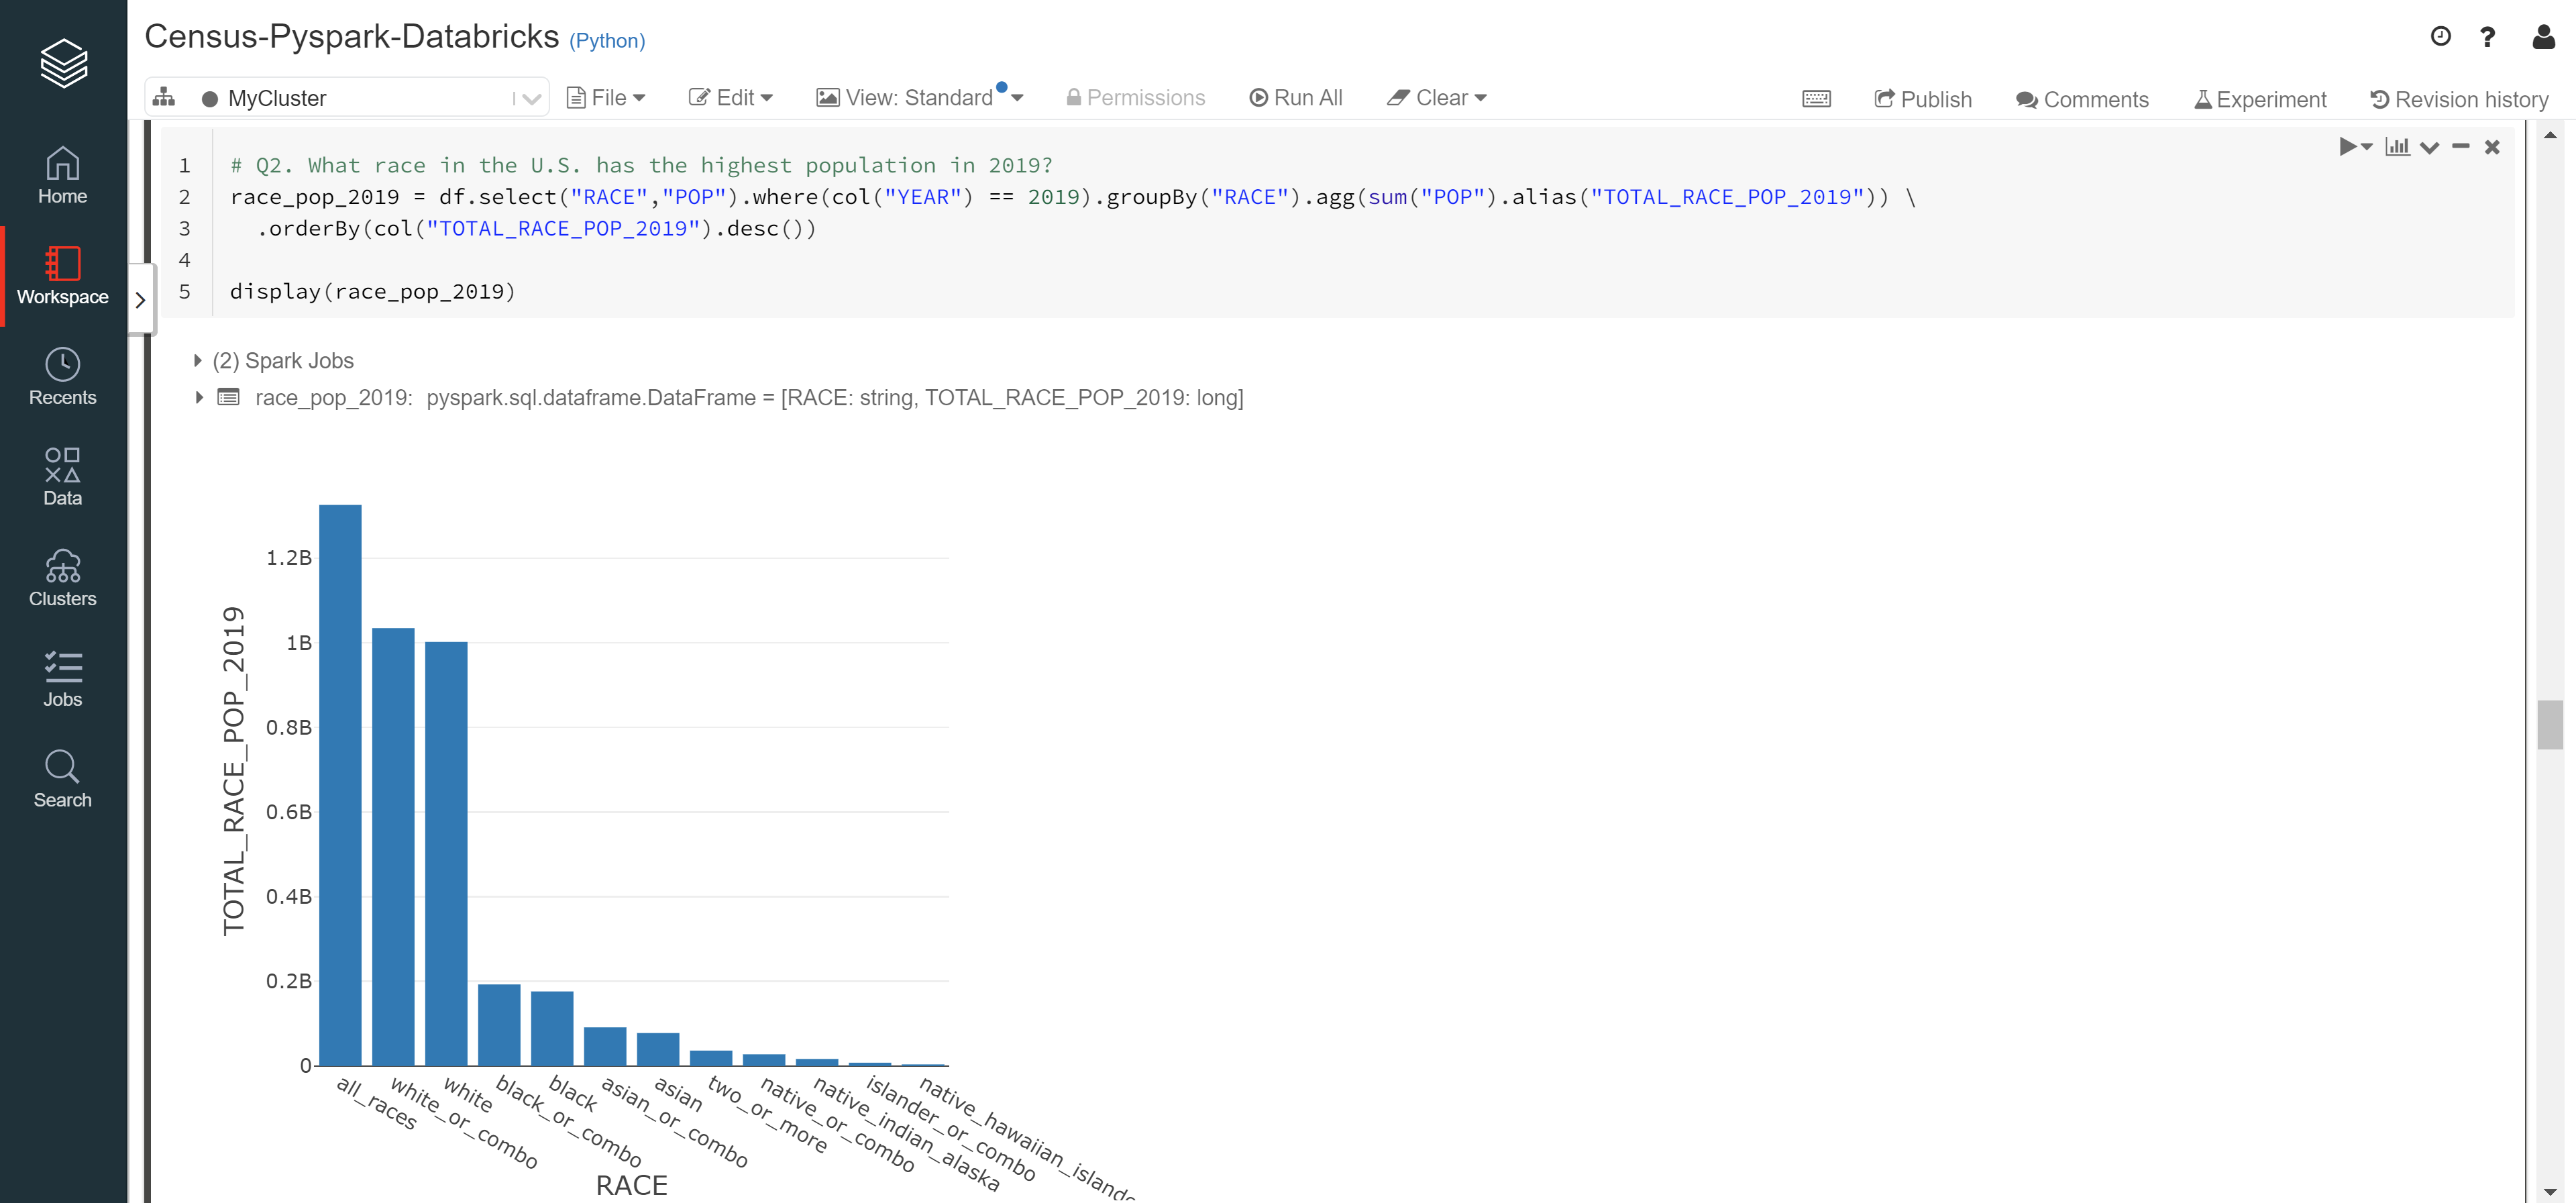 Census-Pyspark-Databricks (Python)
MyCluster
File
Edit
View: Standard
Permissions
Run All
Clear
Publish
Comments
Experiment
Revision history
Home
Workspace
Recents
Data
Clusters
Jobs
Search
1 # Q2. What race in the U.S. has the highest population in 2019?
2 race_pop_2019 = df.select("RACE","POP").where(col("YEAR") == 2019).groupBy("RACE").agg(sum("POP").alias("TOTAL_RACE_POP_2019")) \
3 .orderBy(col("TOTAL_RACE_POP_2019").desc())
4
5 display(race_pop_2019)
(2) Spark Jobs
race_pop_2019: pyspark.sql.dataframe.DataFrame = [RACE: string, TOTAL_RACE_POP_2019: long]
TOTAL_RACE_POP_2019
1.2B
1B
0.8B
0.6B
0.4B
0.2B
0
all_races
white_or_combo
white
black_or_combo
black
asian_or_combo
asian
two_or_more
native_or_combo
native_indian_alaska
islander_or_combo
native_hawaiian_islande
RACE